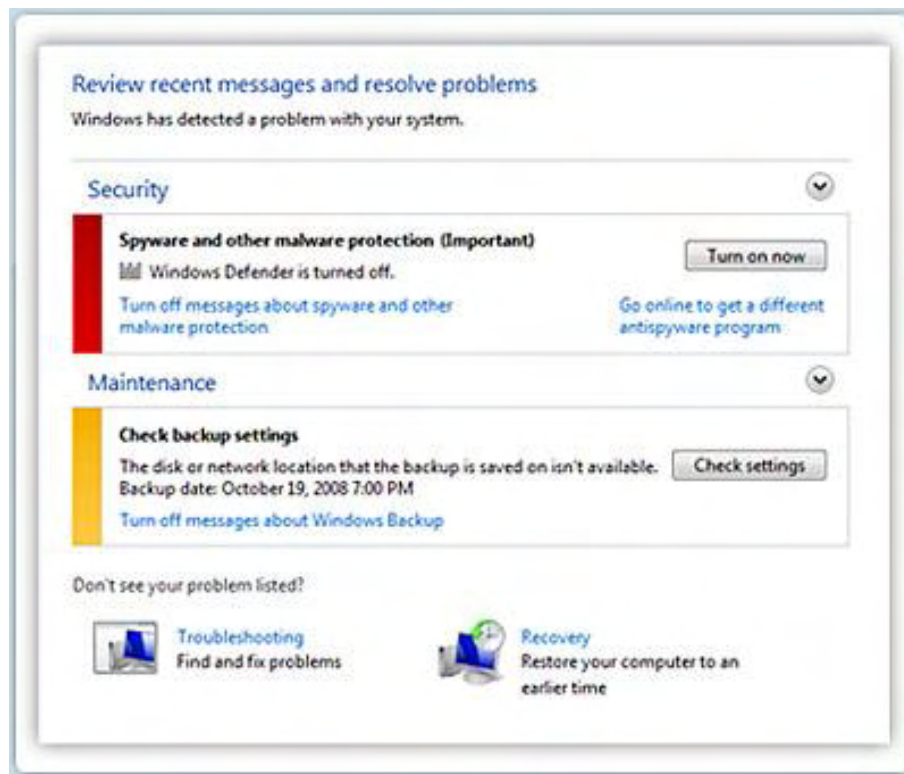 Review recent messages and resolve problems
Windows has detected a problem with your system.
Security
Spyware and other malware protection (Important)
Windows Defender is turned off.
Turn on now
Turn off messages about spyware and other
malware protection
Go online to get a different
antispyware program
Maintenance
Check backup settings
The disk or network location that the backup is saved on isn't available.
Backup date: October 19, 2008 7:00 PM
Check settings
Turn off messages about Windows Backup
Don't see your problem listed?
Troubleshooting
Find and fix problems
Recovery
Restore your computer to an
earlier time